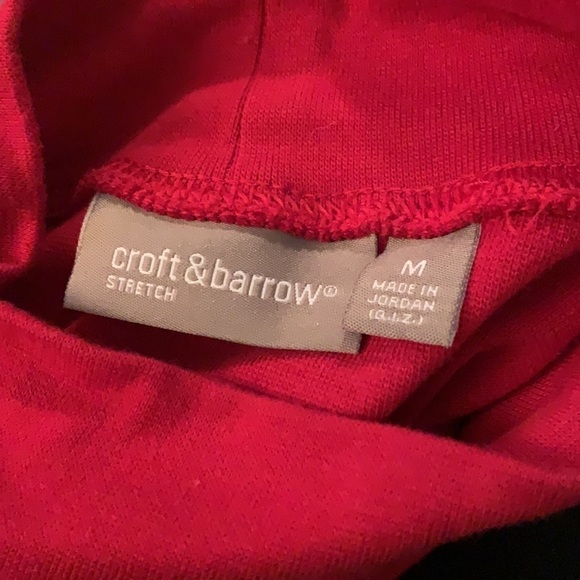 croft&barrow®
STRETCH
M
MADE IN
JORDAN
(Q.I.Z.)